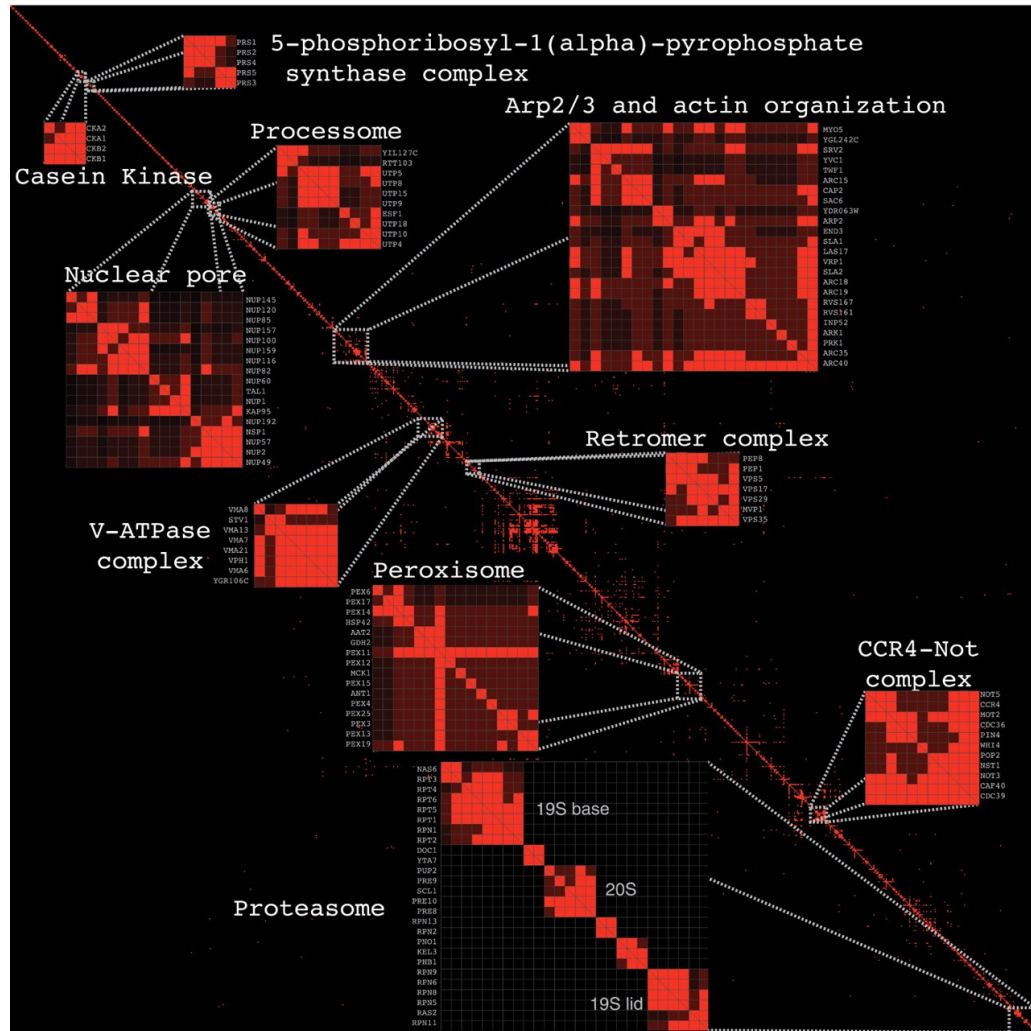 5-phosphoribosyl-1(alpha)-pyrophosphate
synthase complex
PRS1
PRS2
PRS4
PRS5
PRS3
CKA2
CKA1
CKB2
CKB1
Casein Kinase
Processome
YIL127C
RTT103
UTP5
UTP8
UTP15
UTP9
ESF1
UTP18
UTP10
UTP4
Arp2/3 and actin organization
MYO5
YGL242C
SRV2
YVC1
TWF1
ARC15
CAP2
SAC6
YDR063W
ARP2
END3
SLA1
LAS17
VRP1
SLA2
ARC18
ARC19
RVS167
RVS161
INP52
ARK1
PRK1
ARC35
ARC40
Nuclear pore
NUP145
NUP120
NUP85
NUP157
NUP100
NUP159
NUP116
NUP82
NUP60
TAL1
NUP1
KAP95
NUP192
NSP1
NUP57
NUP2
NUP49
Retromer complex
PEP8
PEP1
VPS5
VPS17
VPS29
MVP1
VPS35
V-ATPase
complex
VMA8
STV1
VMA13
VMA7
VMA21
VPH1
VMA6
YGR106C
Peroxisome
PEX6
PEX17
PEX14
HSP42
AAT2
GDH2
PEX11
PEX12
MCK1
PEX15
ANT1
PEX4
PEX25
PEX3
PEX13
PEX19
CCR4-Not
complex
NOT5
CCR4
MOT2
CDC36
PIN4
WHI4
POP2
NST1
NOT3
CAF40
CDC39
Proteasome
NAS6
RPT3
RPT4
RPT6
RPT5
RPT1
RPN1
RPT2
DOC1
YTA7
PUP2
PRE9
SCL1
PRE10
PRE8
RPN13
RPN2
PNO1
KEL3
PHB1
RPN9
RPN6
RPN8
RPN5
RAS2
RPN11
19S base
20S
19S lid